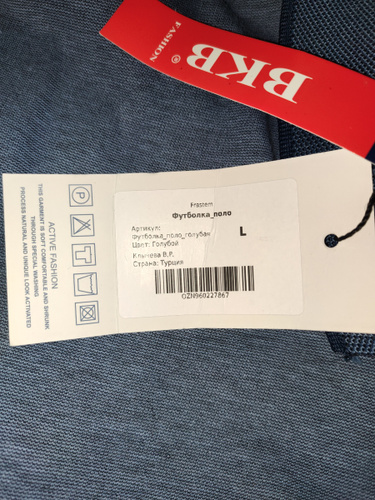 BKB®
FASHION
Frastem
Футболка_поло
Артикул:
Футболка_поло_голубая
L
Цвет: Голубой
Клычева В.Р.
Страна: Турция
OZN960227867
ACTIVE FASHION
THIS GARMENT IS SOFT COMFORTABLE AND SHRUNK
THROUGH SPECIAL WASHING
PROCESS NATURAL AND UNIQUE LOOK ACTIVATED